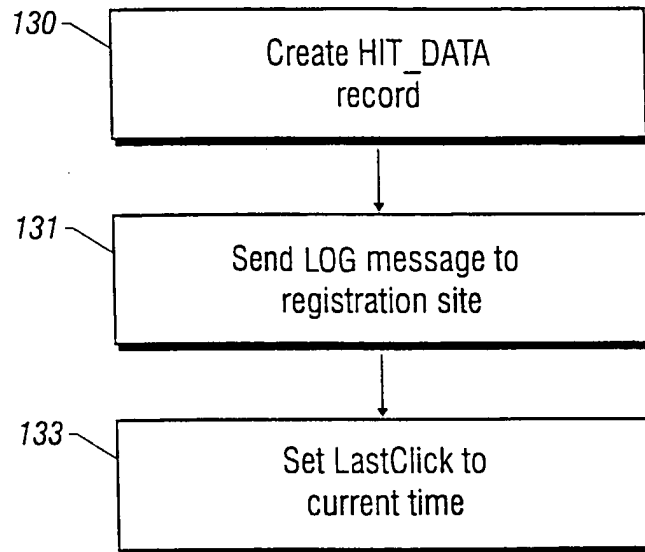 130
Create HIT_DATA
record
131
Send LOG message to
registration site
133
Set LastClick to
current time